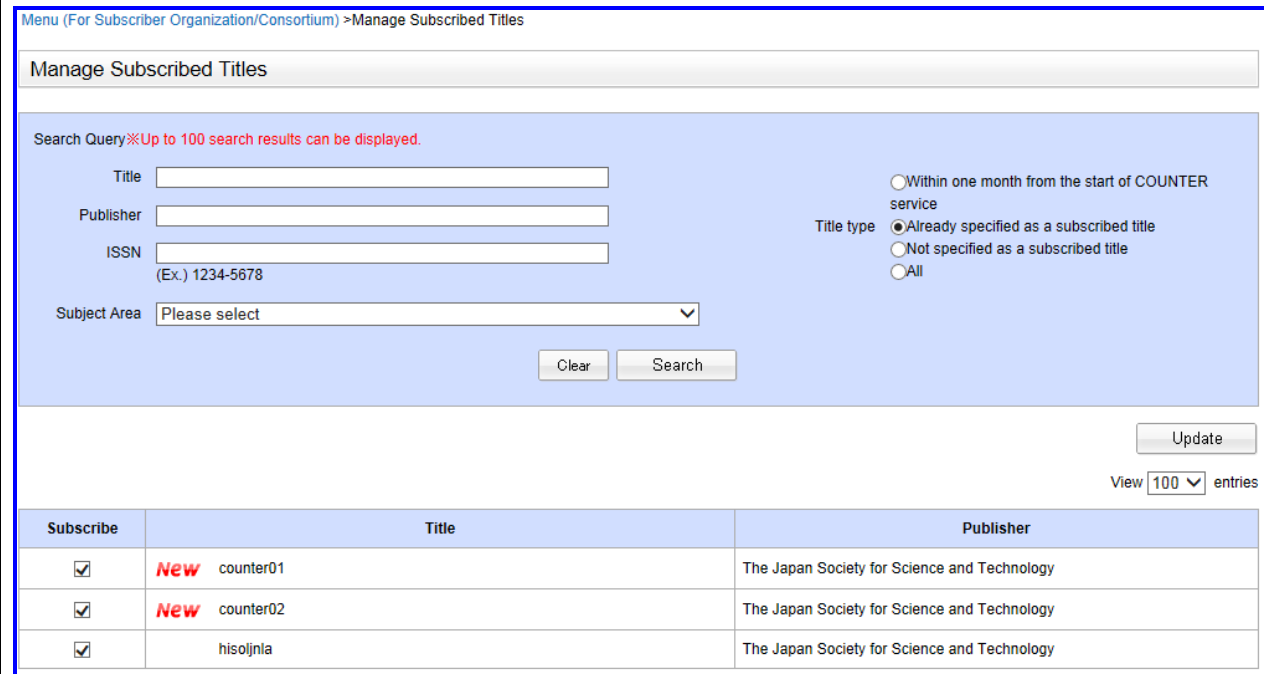 Menu (For Subscriber Organization/Consortium) >Manage Subscribed Titles
Manage Subscribed Titles
Search Query※Up to 100 search results can be displayed.
Title
Publisher
ISSN
(Ex.) 1234-5678
Subject Area Please select
Title type
Within one month from the start of COUNTER
service
Already specified as a subscribed title
Not specified as a subscribed title
All
Clear Search
Update
View 100 entries
Subscribe Title Publisher
New counter01 The Japan Society for Science and Technology
New counter02 The Japan Society for Science and Technology
hisoljnla The Japan Society for Science and Technology